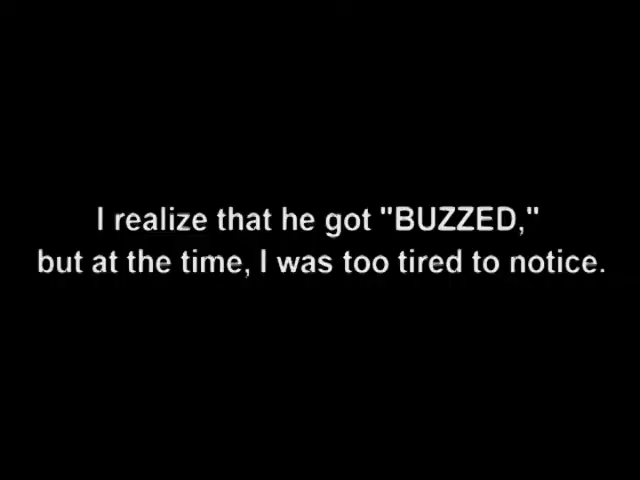 I realize that he got "BUZZED,"
but at the time, I was too tired to notice.